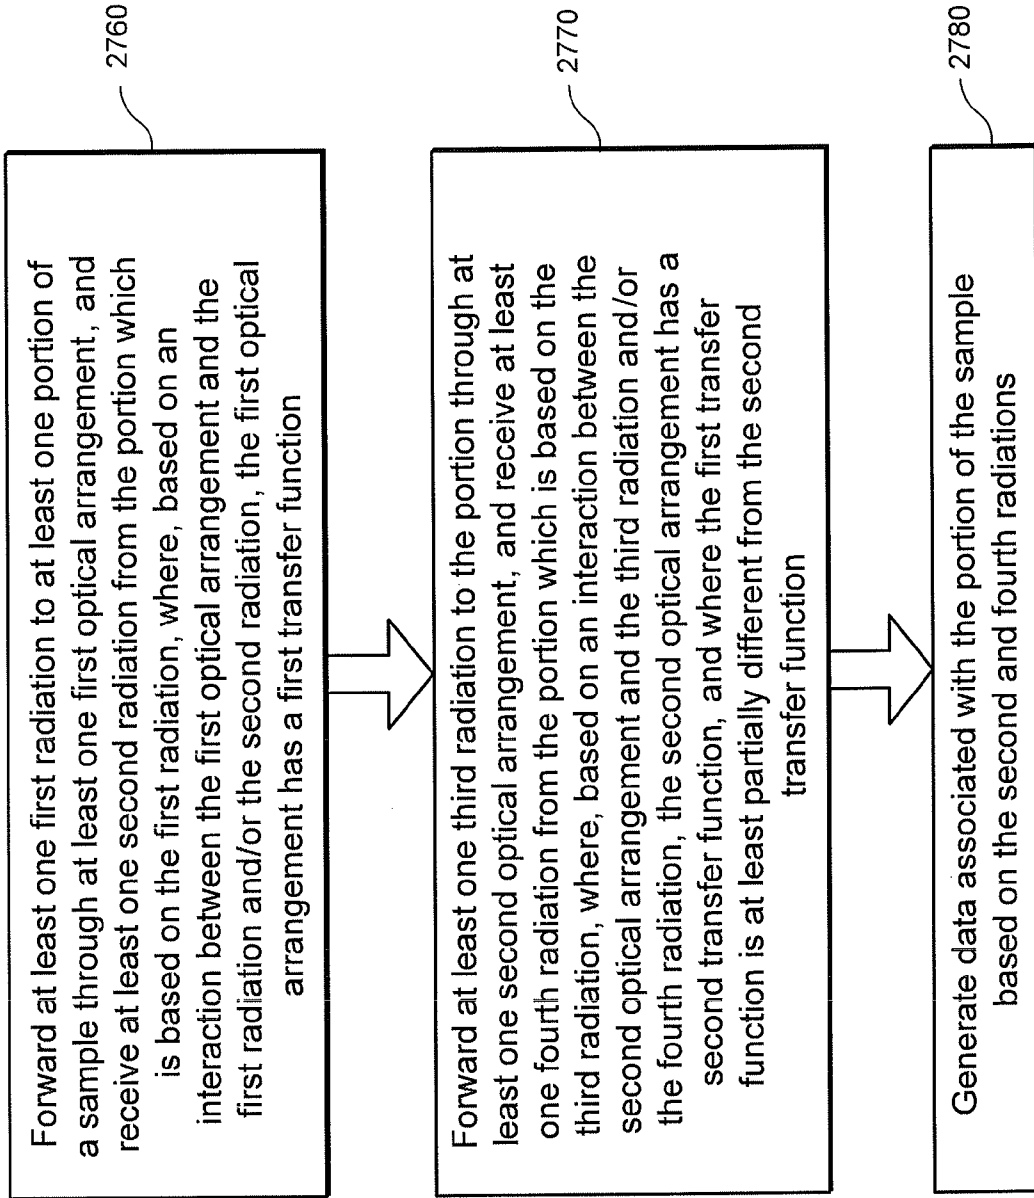 Forward at least one first radiation to at least one portion of
a sample through at least one first optical arrangement, and
receive at least one second radiation from the portion which
is based on the first radiation, where, based on an
interaction between the first optical arrangement and the
first radiation and/or the second radiation, the first optical
arrangement has a first transfer function
2760
Forward at least one third radiation to the portion through at
least one second optical arrangement, and receive at least
one fourth radiation from the portion which is based on the
third radiation, where, based on an interaction between the
second optical arrangement and the third radiation and/or
the fourth radiation, the second optical arrangement has a
second transfer function, and where the first transfer
function is at least partially different from the second
transfer function
2770
Generate data associated with the portion of the sample
based on the second and fourth radiations
2780